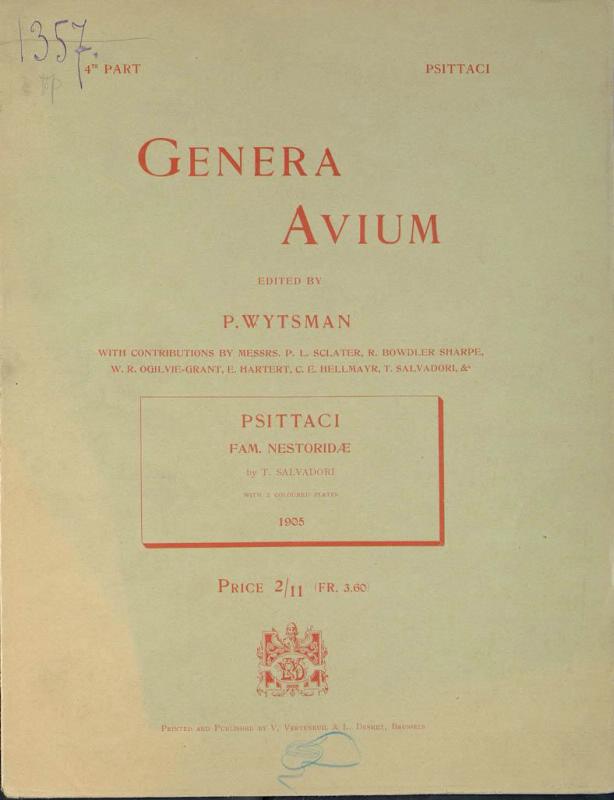 1357.
4TH PART PSITTACI
GENERA
AVIUM
EDITED BY
P. WYTSMAN
WITH CONTRIBUTIONS BY MESSRS. P. L. SCLATER, R. BOWDLER SHARPE,
W. R. OGILVIE-GRANT, E. HARTERT, C. E. HELLMAYR, T. SALVADORI, &ª
PSITTACI
FAM. NESTORIDÆ
by T. SALVADORI
WITH 2 COLOURED PLATES
1905
PRICE 2/11 (FR. 3.60)
PRINTED AND PUBLISHED BY V. VERTENEUIL & L. DESMET, BRUSSELS